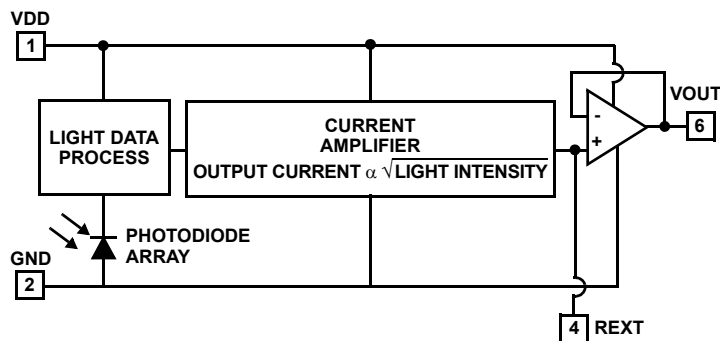 VDD
1
LIGHT DATA
PROCESS
CURRENT
AMPLIFIER
OUTPUT CURRENT α √LIGHT INTENSITY
-
+
VOUT
6
PHOTODIODE
ARRAY
GND
2
4
REXT